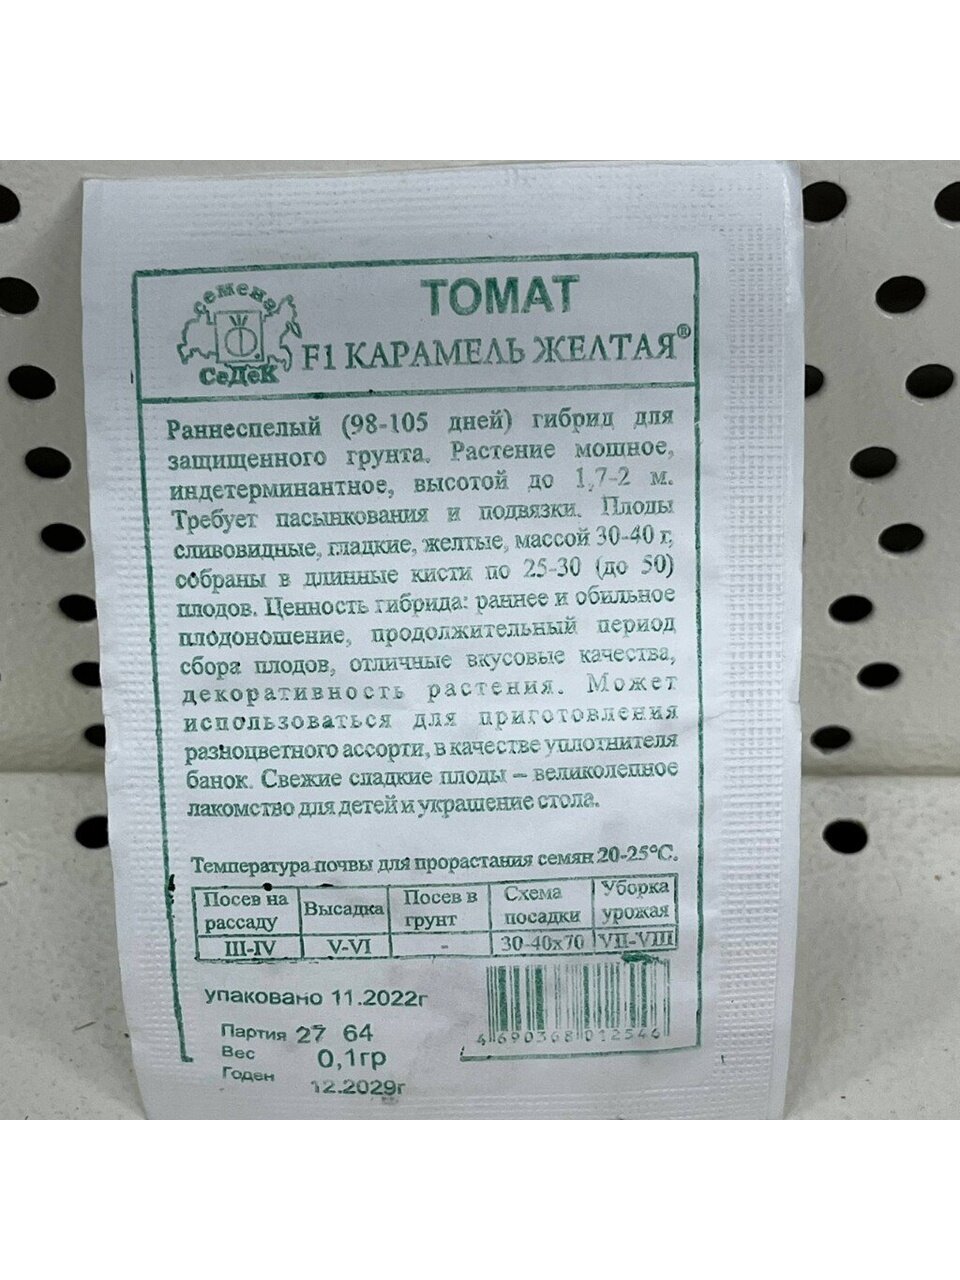 семена
СеДеК
ТОМАТ
F1 КАРАМЕЛЬ ЖЕЛТАЯ®
Раннеспелый (98-105 дней) гибрид для
защищенного грунта. Растение мощное,
индетерминантное, высотой до 1,7-2 м.
Требует пасынкования и подвязки. Плоды
сливовидные, гладкие, желтые, массой 30-40 г,
собраны в длинные кисти по 25-30 (до 50)
плодов. Ценность гибрида: раннее и обильное
плодоношение, продолжительный период
сбора плодов, отличные вкусовые качества,
декоративность растения. Может
использоваться для приготовления
разноцветного ассорти, в качестве уплотнителя
банок. Свежие сладкие плоды – великолепное
лакомство для детей и украшение стола.
Температура почвы для прорастания семян 20-25°С.
Посев на рассаду Высадка Посев в грунт Схема посадки Уборка урожая
III-IV V-VI - 30-40x70 VII-VIII
упаковано 11.2022г
Партия 27 64
Вес 0,1гр
Годен 12.2029г
4 690368 012546